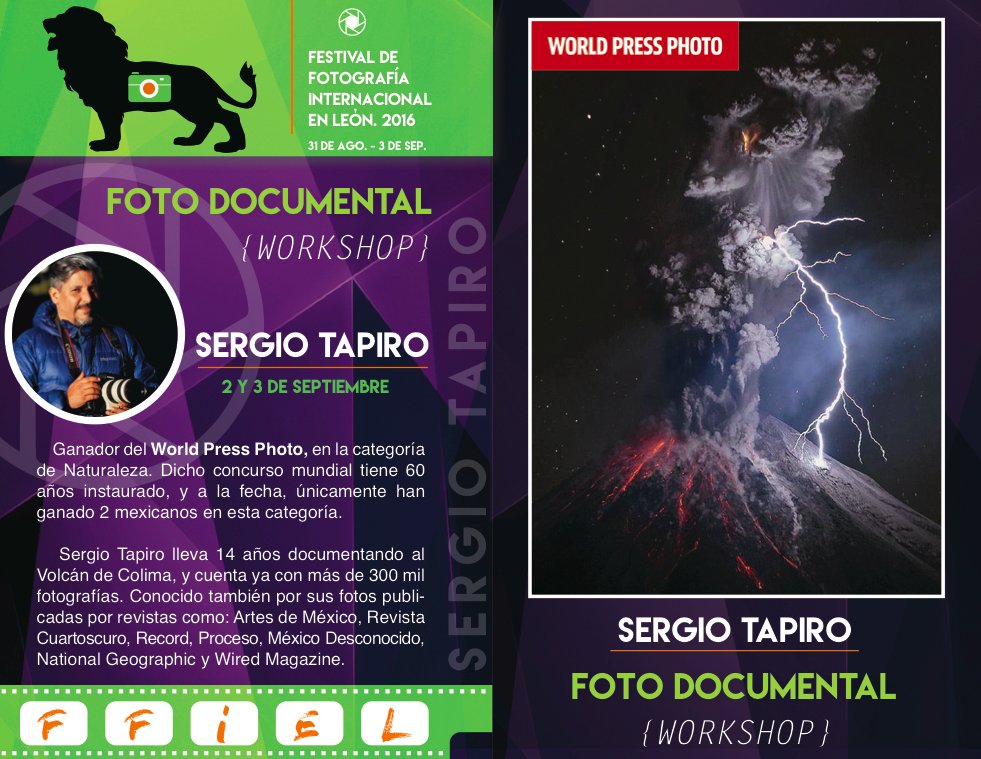 FESTIVAL DE
FOTOGRAFÍA
INTERNACIONAL
EN LEÓN. 2016
31 DE AGO. - 3 DE SEP.
FOTO DOCUMENTAL
{WORKSHOP}
SERGIO TAPIRO
2 Y 3 DE SEPTIEMBRE
Ganador del World Press Photo, en la categoría
de Naturaleza. Dicho concurso mundial tiene 60
años instaurado, y a la fecha, únicamente han
ganado 2 mexicanos en esta categoría.
Sergio Tapiro lleva 14 años documentando al
Volcán de Colima, y cuenta ya con más de 300 mil
fotografías. Conocido también por sus fotos publi-
cadas por revistas como: Artes de México, Revista
Cuartoscuro, Record, Proceso, México Desconocido,
National Geographic y Wired Magazine.
SERGIO TAPIRO
F F i E L
WORLD PRESS PHOTO
SERGIO TAPIRO
FOTO DOCUMENTAL
{WORKSHOP}